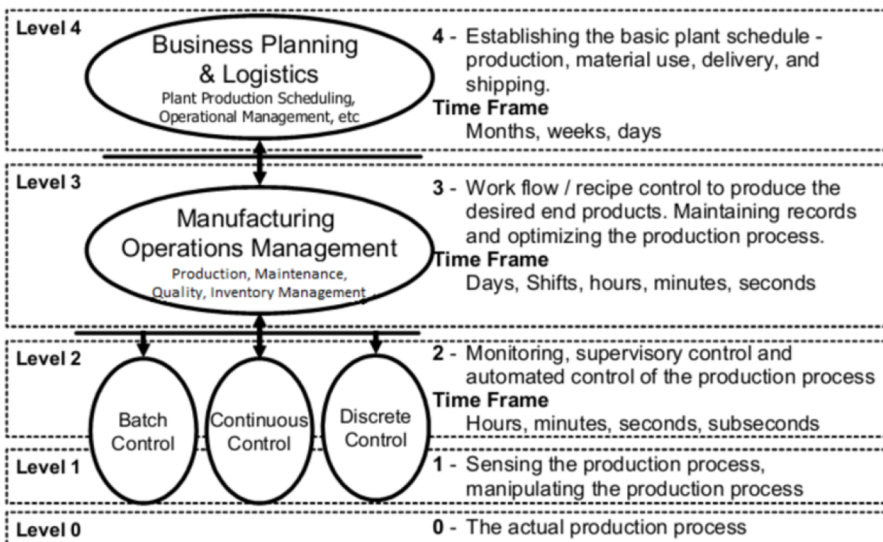 Level 4
Business Planning
& Logistics
Plant Production Scheduling,
Operational Management, etc
4 - Establishing the basic plant schedule -
production, material use, delivery, and
shipping.
Time Frame
Months, weeks, days
Level 3
Manufacturing
Operations Management
Production, Maintenance,
Quality, Inventory Management
3 - Work flow / recipe control to produce the
desired end products. Maintaining records
and optimizing the production process.
Time Frame
Days, Shifts, hours, minutes, seconds
Level 2
Batch
Control
Continuous
Control
Discrete
Control
2 - Monitoring, supervisory control and
automated control of the production process
Time Frame
Hours, minutes, seconds, subseconds
Level 1
1 - Sensing the production process,
manipulating the production process
Level 0
0 - The actual production process